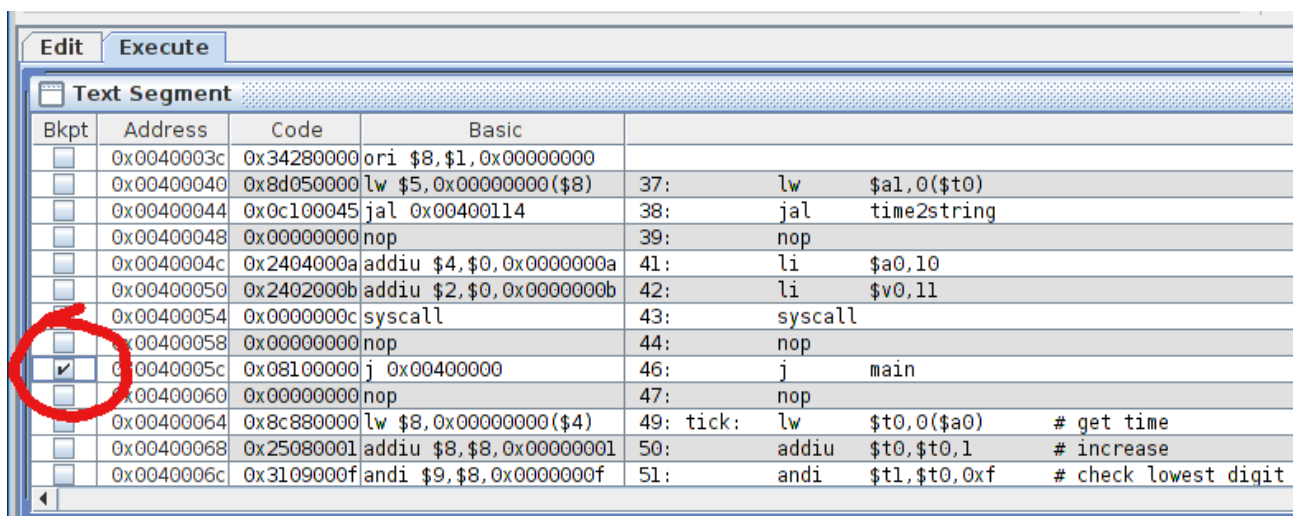 Edit Execute
Text Segment
Bkpt Address Code Basic
0x0040003c 0x34280000 ori $8,$1,0x00000000
0x00400040 0x8d050000 lw $5,0x00000000($8) 37: lw $a1,0($t0)
0x00400044 0x0c100045 jal 0x00400114 38: jal time2string
0x00400048 0x00000000 nop 39: nop
0x0040004c 0x2404000a addiu $4,$0,0x0000000a 41: li $a0,10
0x00400050 0x2402000b addiu $2,$0,0x0000000b 42: li $v0,11
0x00400054 0x0000000c syscall 43: syscall
0x00400058 0x00000000 nop 44: nop
0x0040005c 0x08100000 j 0x00400000 46: j main
0x00400060 0x00000000 nop 47: nop
0x00400064 0x8c880000 lw $8,0x00000000($4) 49: tick: lw $t0,0($a0) # get time
0x00400068 0x25080001 addiu $8,$8,0x00000001 50: addiu $t0,$t0,1 # increase
0x0040006c 0x3109000f andi $9,$8,0x0000000f 51: andi $t1,$t0,0xf # check lowest digit